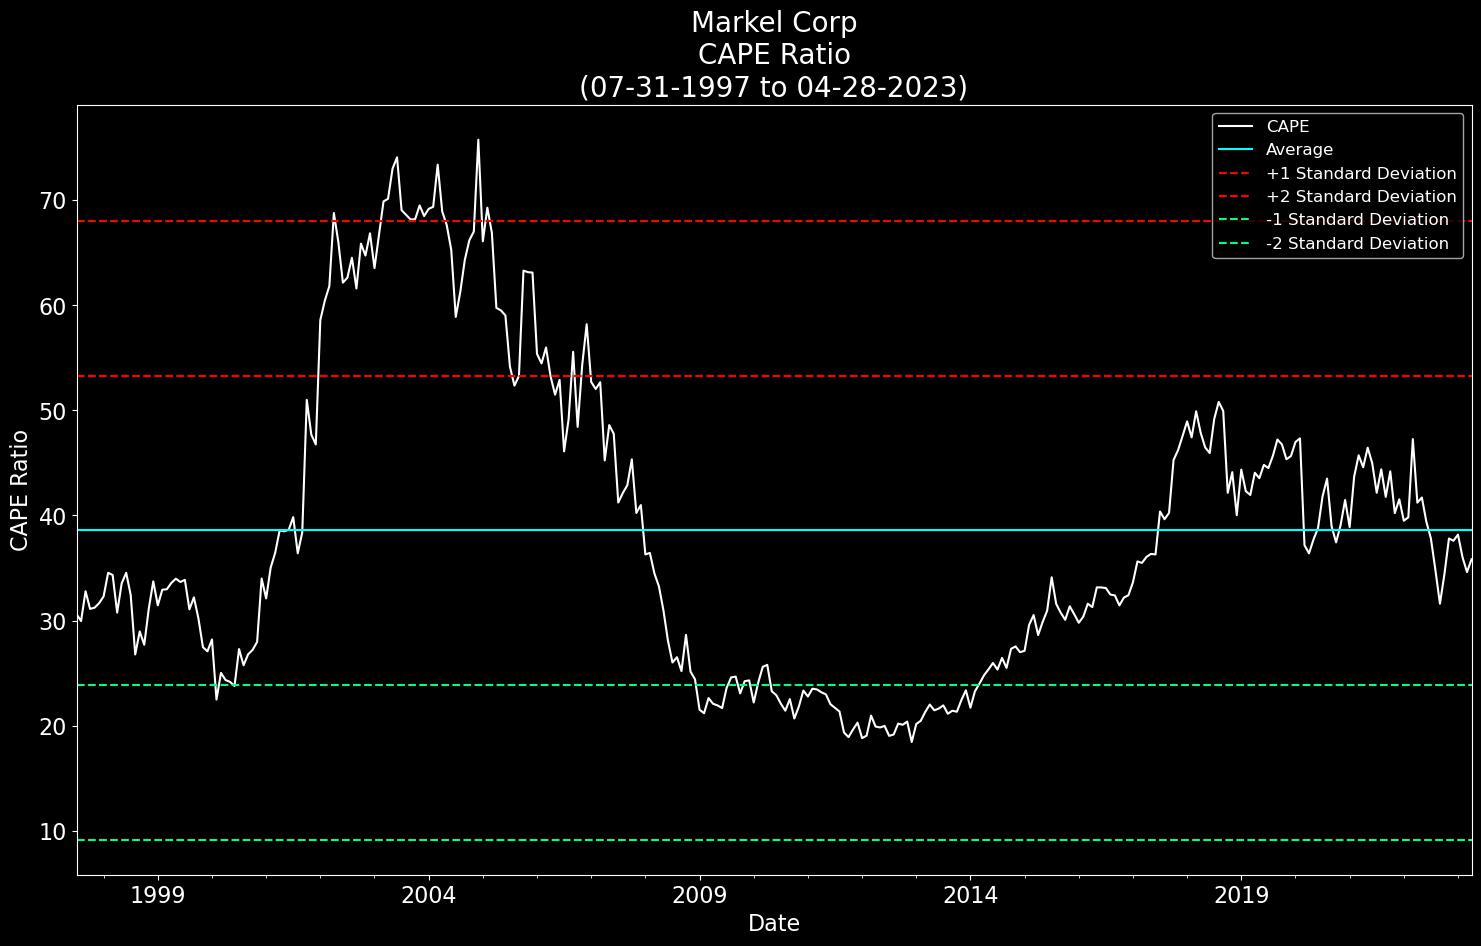 Markel Corp
CAPE Ratio
(07-31-1997 to 04-28-2023)
CAPE
Average
+1 Standard Deviation
+2 Standard Deviation
-1 Standard Deviation
-2 Standard Deviation
70
60
50
40
30
20
10
CAPE Ratio
1999 2004 2009 2014 2019
Date